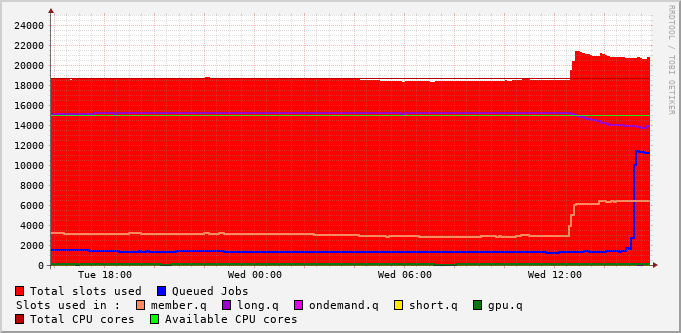 24000
22000
20000
18000
16000
14000
12000
10000
8000
6000
4000
2000
0
Tue 18:00 Wed 00:00 Wed 06:00 Wed 12:00
Total slots used Queued Jobs
Slots used in : member.q long.q ondemand.q short.q gpu.q
Total CPU cores Available CPU cores
RRDTOOL / TOBI OETIKER